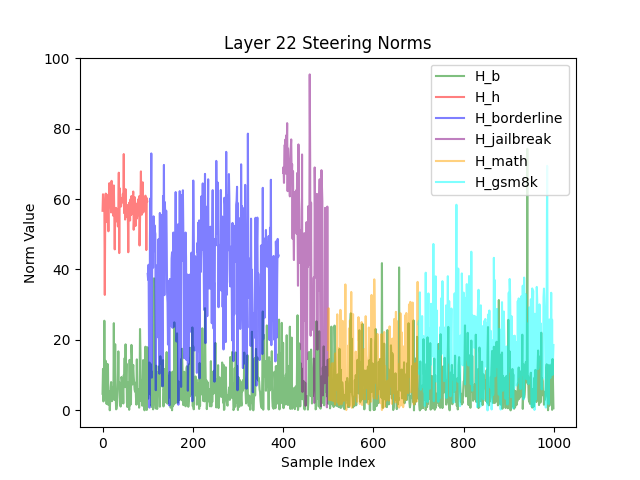 Layer 22 Steering Norms
Norm Value
100
80
60
40
20
0
H_b
H_h
H_borderline
H_jailbreak
H_math
H_gsm8k
0
200
400
600
800
1000
Sample Index